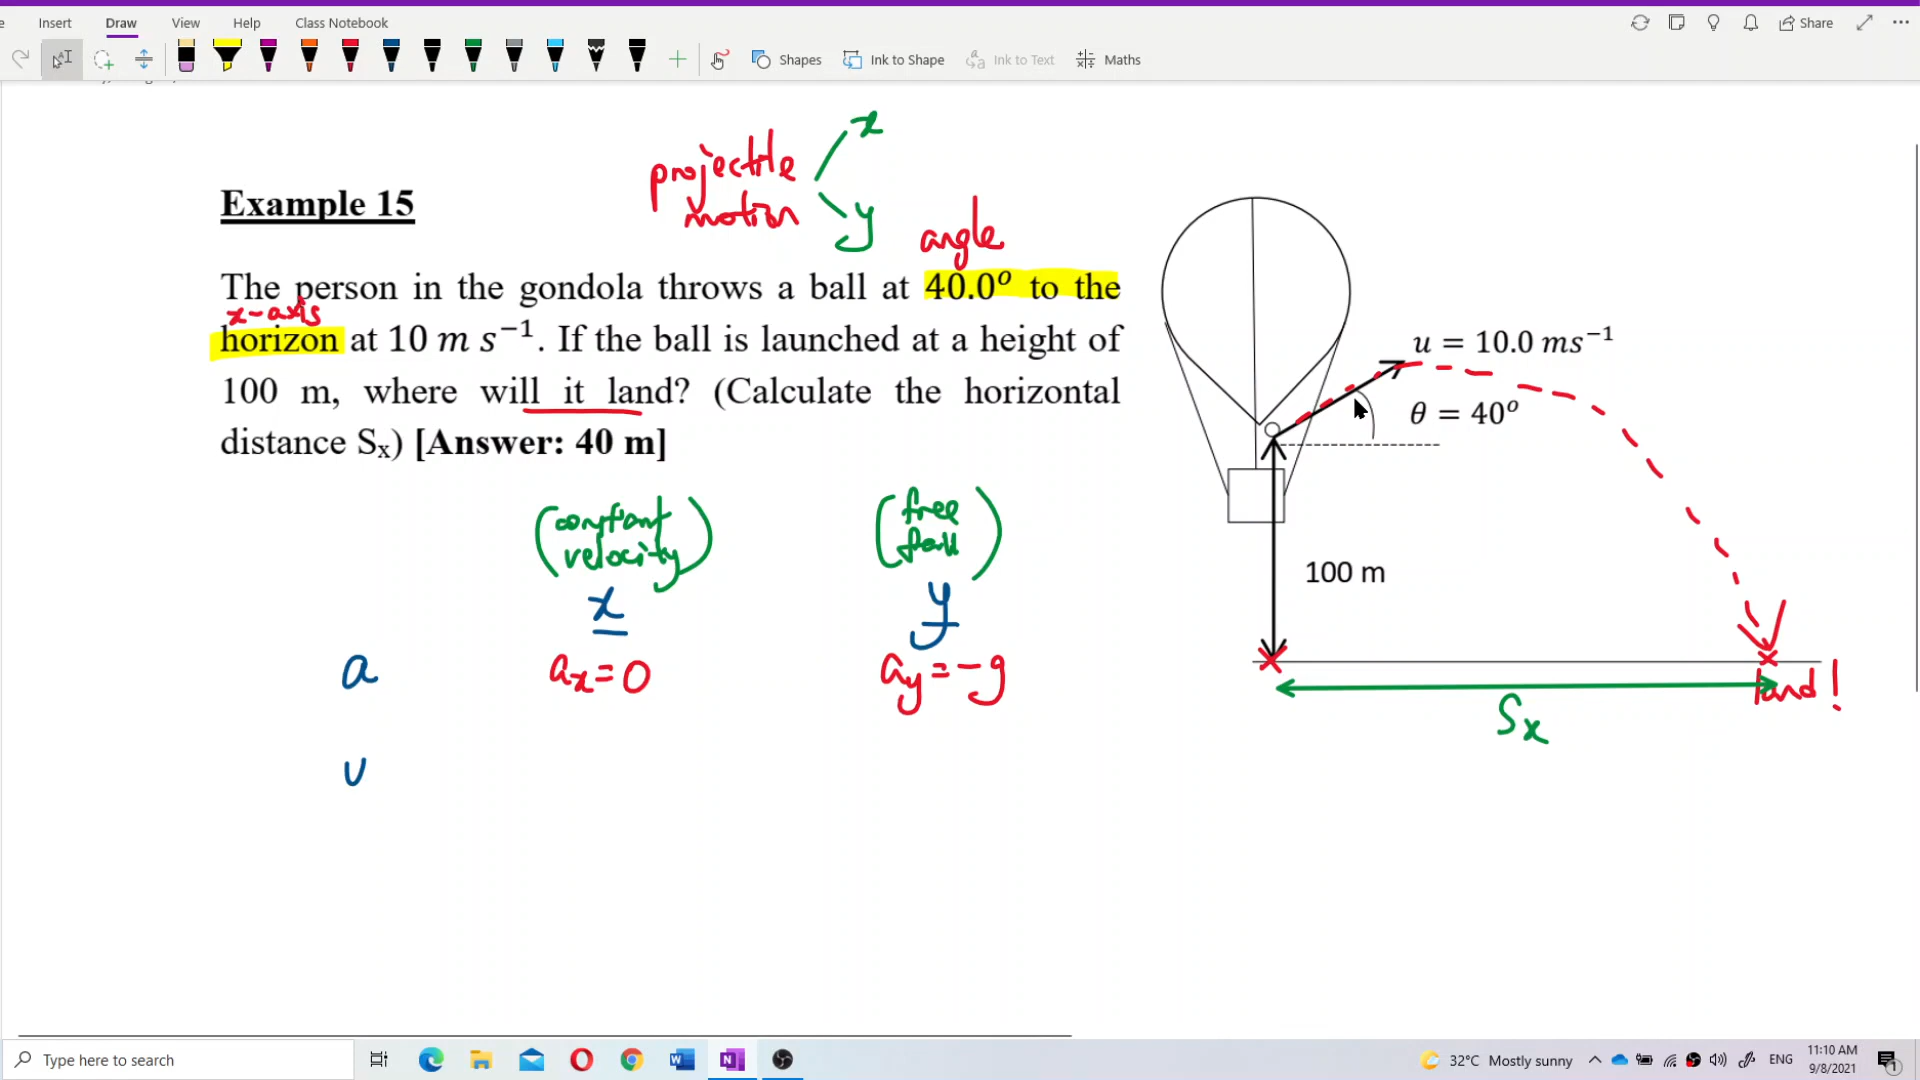 Insert Draw View Help Class Notebook Share
Shapes Ink to Shape Ink to Text Maths
projectile motion x y
Example 15
angle
The person in the gondola throws a ball at 40.0° to the
x-axis
horizon at 10 m s⁻¹. If the ball is launched at a height of
100 m, where will it land? (Calculate the horizontal
distance Sₓ) [Answer: 40 m]
u = 10.0 ms⁻¹
θ = 40°
100 m
land!
Sₓ
(constant velocity) (free fall)
x y
a aₓ=0 a_y=-g
u
Type here to search
32°C Mostly sunny ENG 11:10 AM
9/8/2021
1